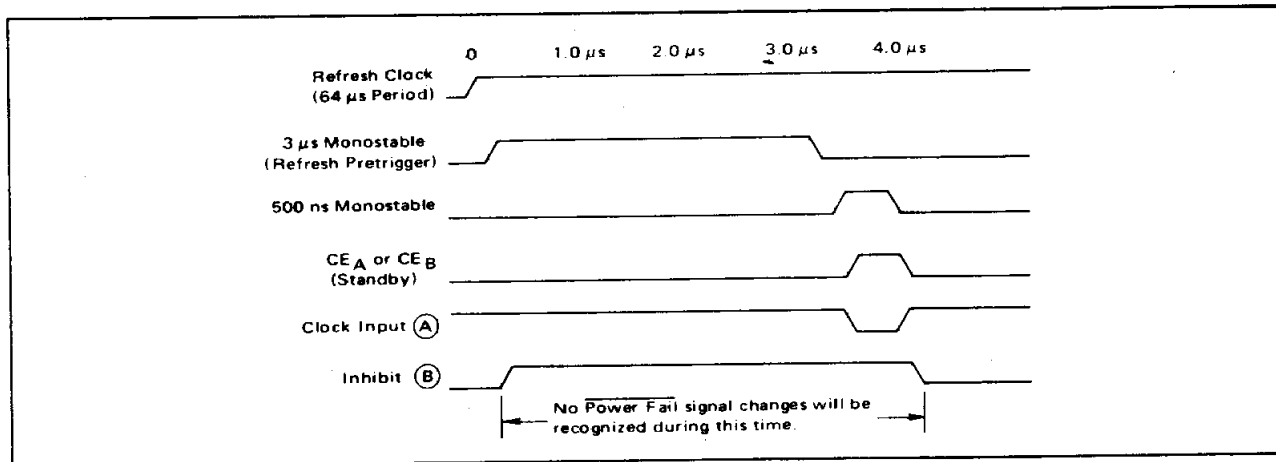 0 1.0 μs 2.0 μs 3.0 μs 4.0 μs
Refresh Clock
(64 μs Period)
3 μs Monostable
(Refresh Pretrigger)
500 ns Monostable
CE A or CE B
(Standby)
Clock Input A
Inhibit B
No Power Fail signal changes will be
recognized during this time.